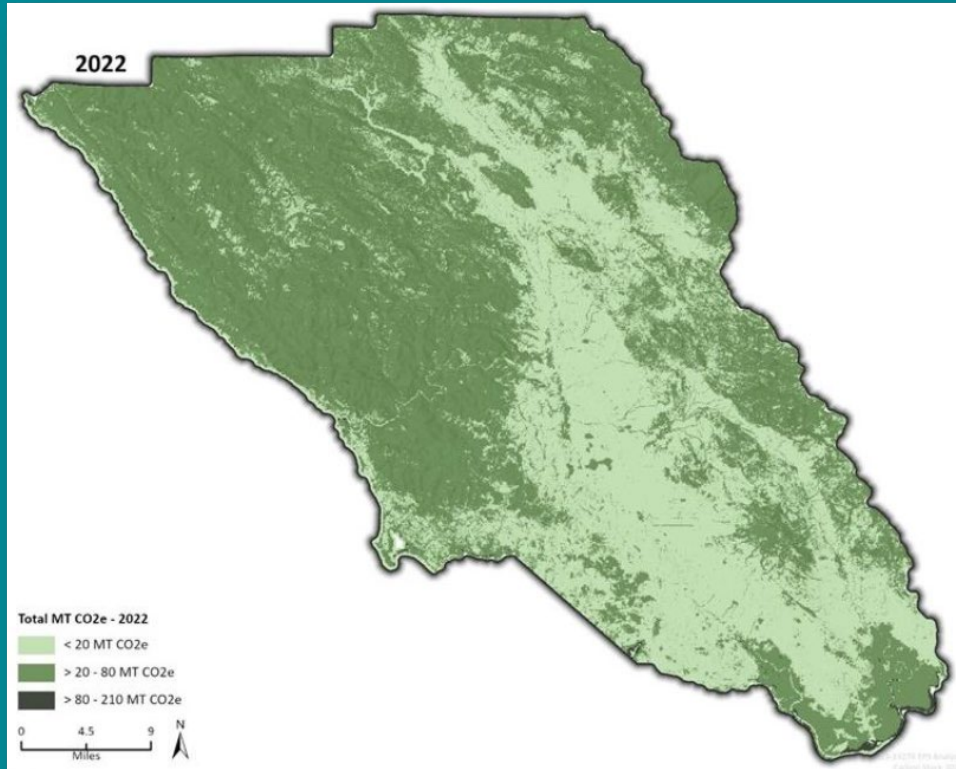 2022
Total MT CO2e - 2022
< 20 MT CO2e
> 20 - 80 MT CO2e
> 80 - 210 MT CO2e
0 4.5 9
Miles
N